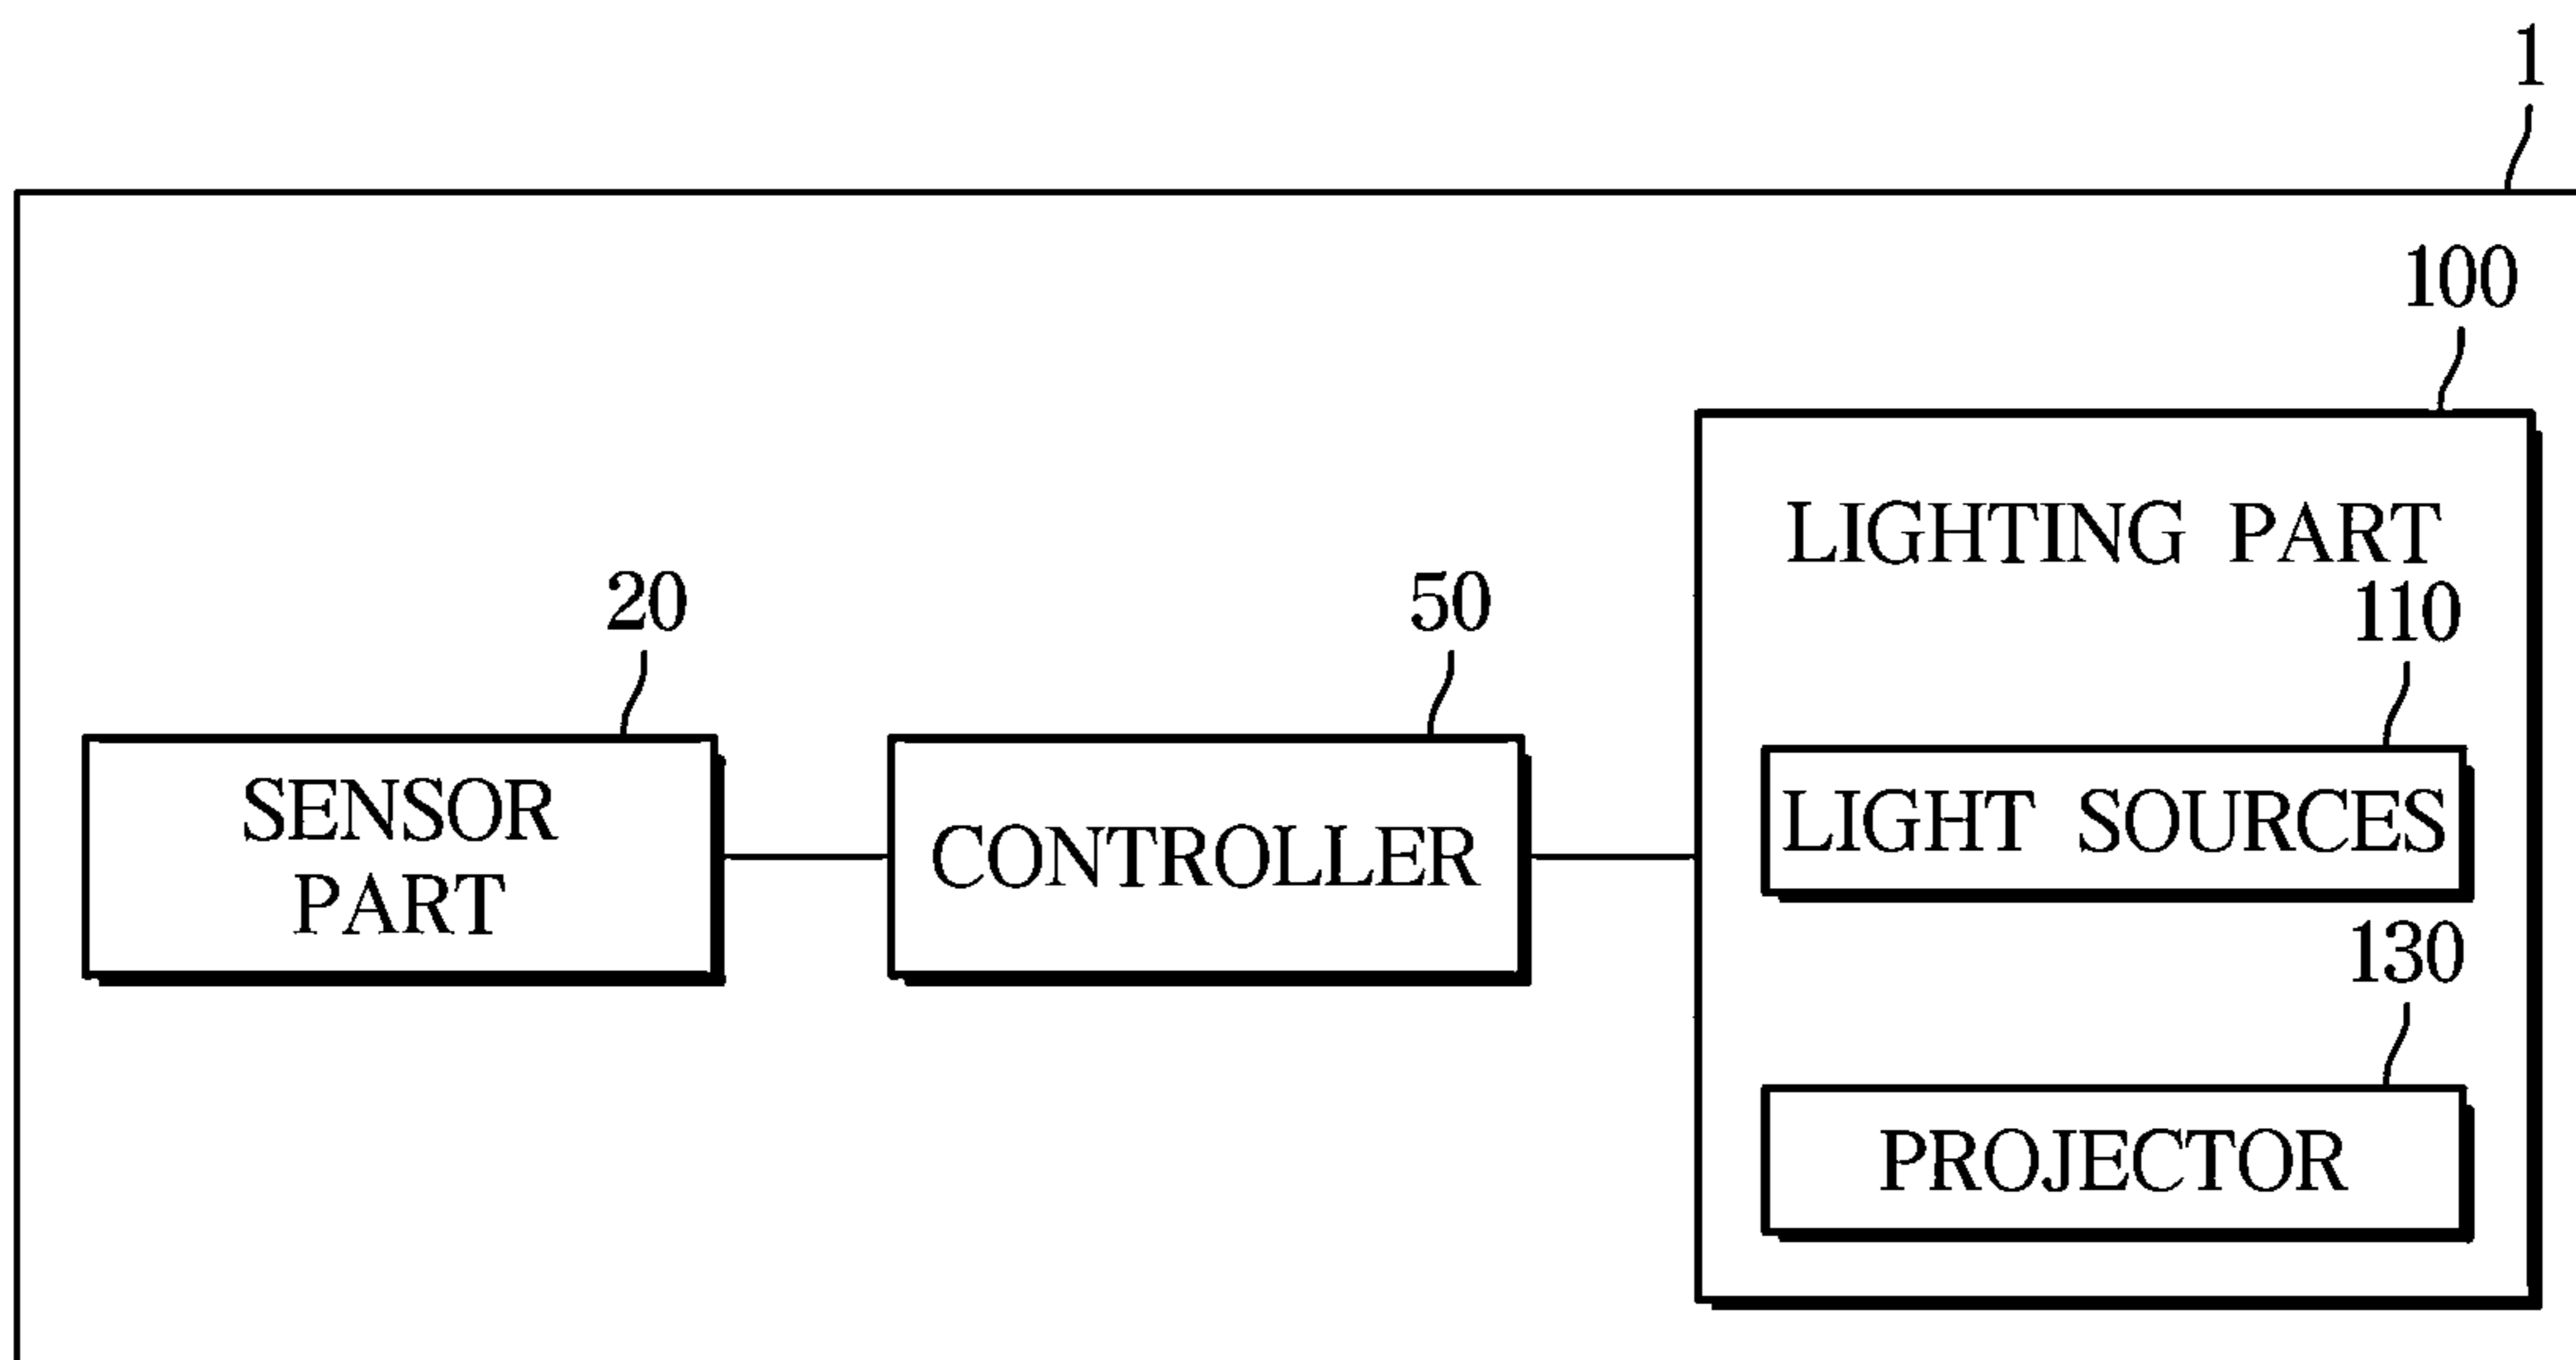 1
100
LIGHTING PART
20
50
110
SENSOR
PART
CONTROLLER
LIGHT SOURCES
130
PROJECTOR